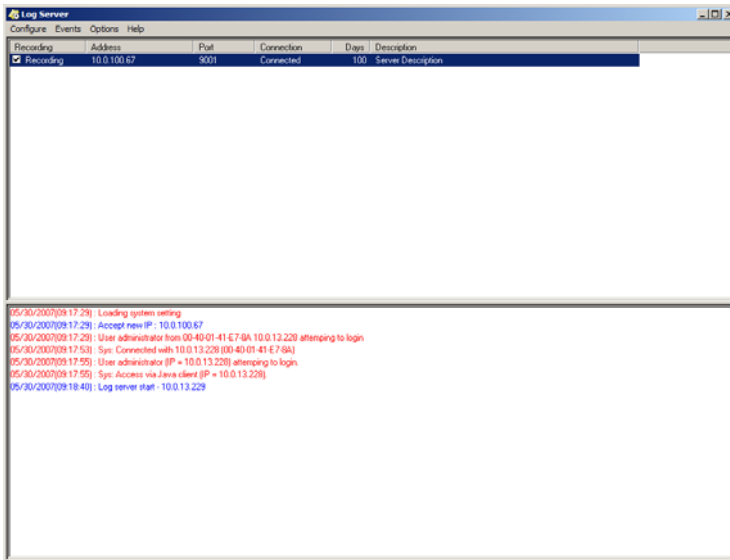 Log Server
Configure Events Options Help
Recording Address Port Connection Days Description
Recording 10.0.100.67 9001 Connected 100 Server Description
05/30/2007(09:17:29) : Loading system setting
05/30/2007(09:17:29) : Accept new IP : 10.0.100.67
05/30/2007(09:17:29) : User administrator from 00-40-01-41-E7-8A 10.0.13.228 attemping to login
05/30/2007(09:17:53) : Sys: Connected with 10.0.13.228 (00-40-01-41-E7-8A)
05/30/2007(09:17:55) : User administrator (IP = 10.0.13.228) attemping to login.
05/30/2007(09:17:55) : Sys: Access via Java client (IP = 10.0.13.228)
05/30/2007(09:18:40) : Log server start - 10.0.13.229